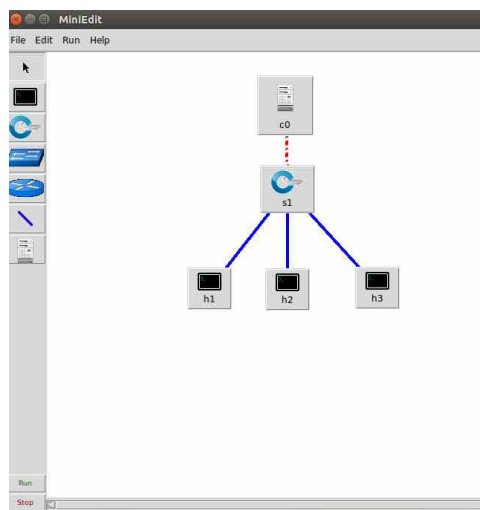 MiniEdit
File Edit Run Help
c0
s1
h1 h2 h3
Run
Stop